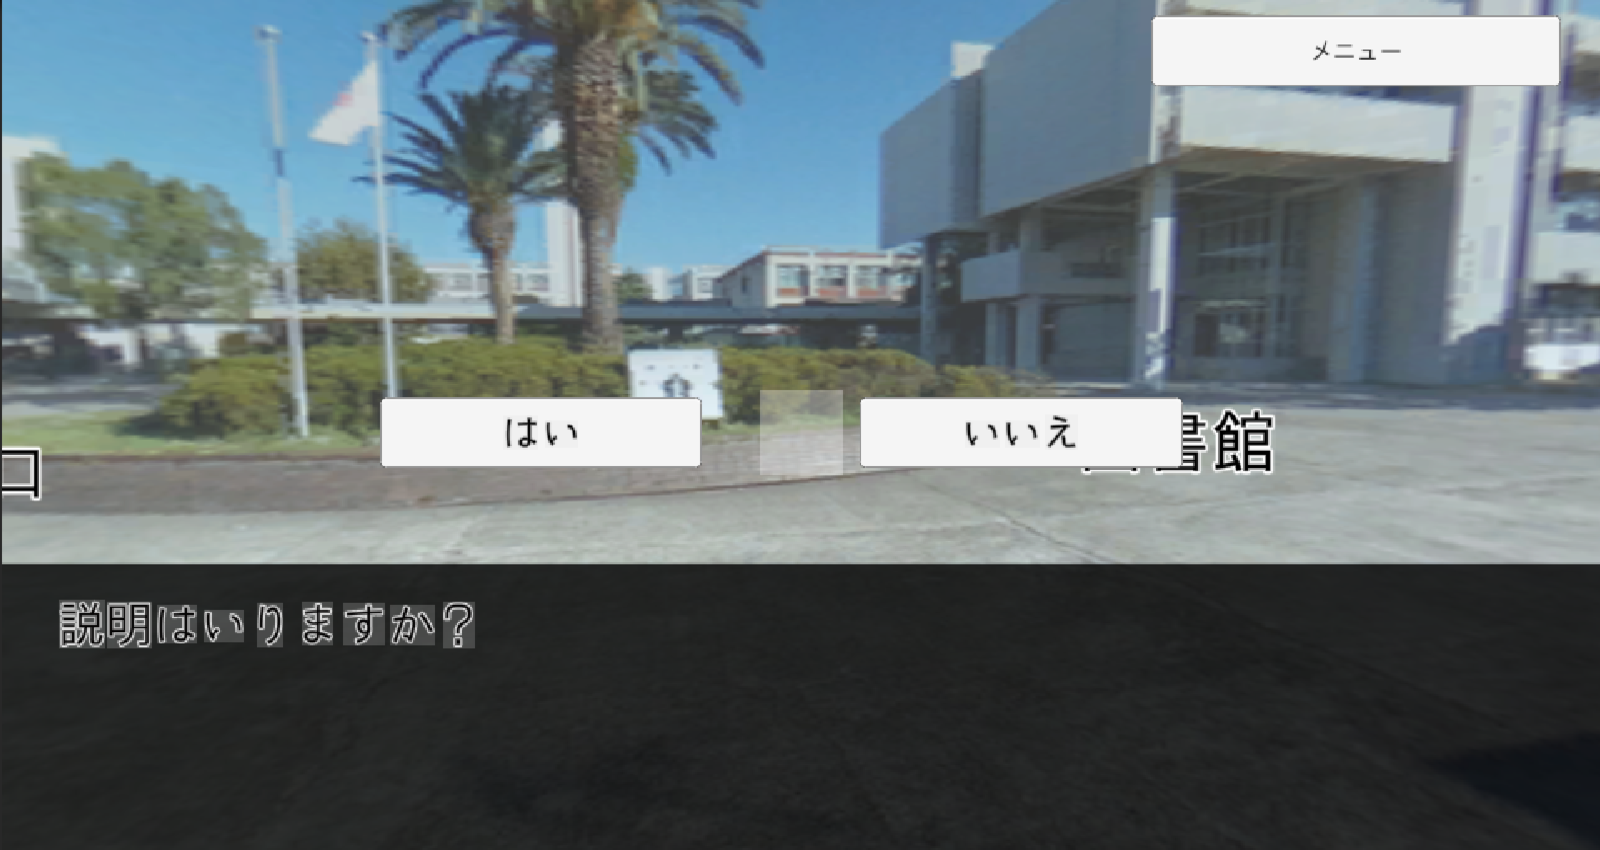 メニュー
はい
いいえ
書館
説明はいりますか？